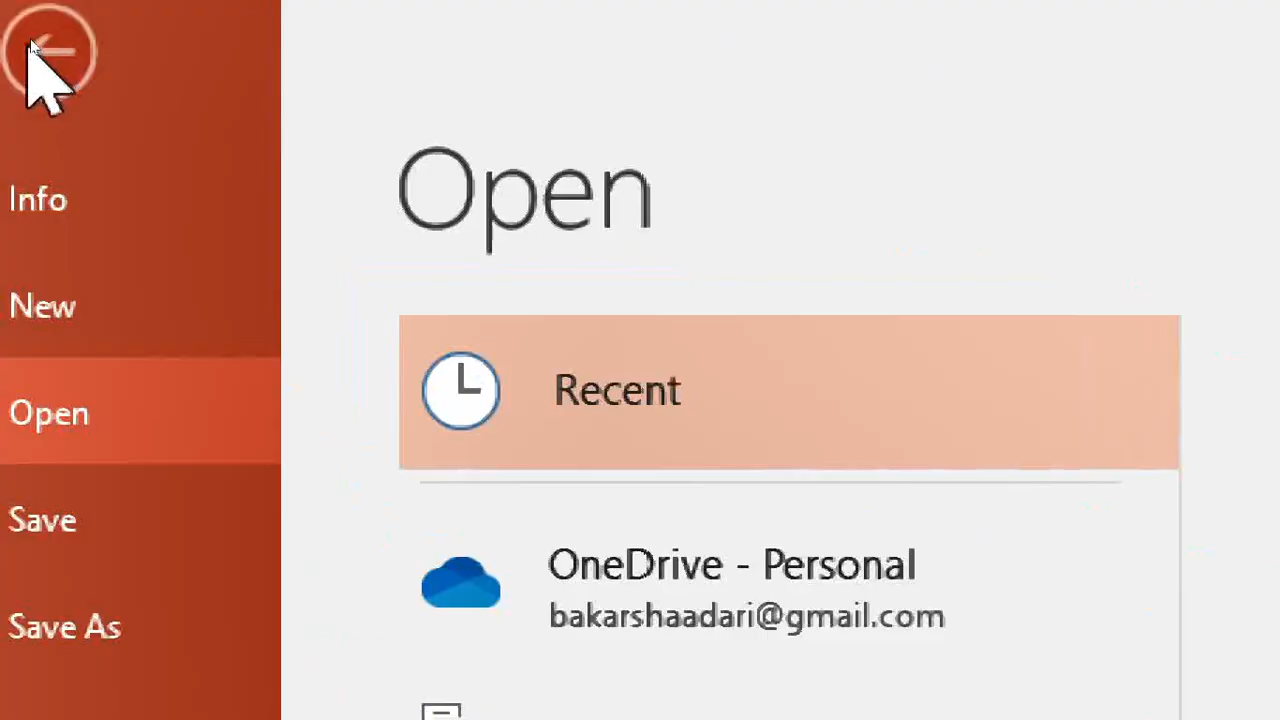 Info
New
Open
Save
Save As
Open
Recent
OneDrive - Personal
bakarshaadari@gmail.com